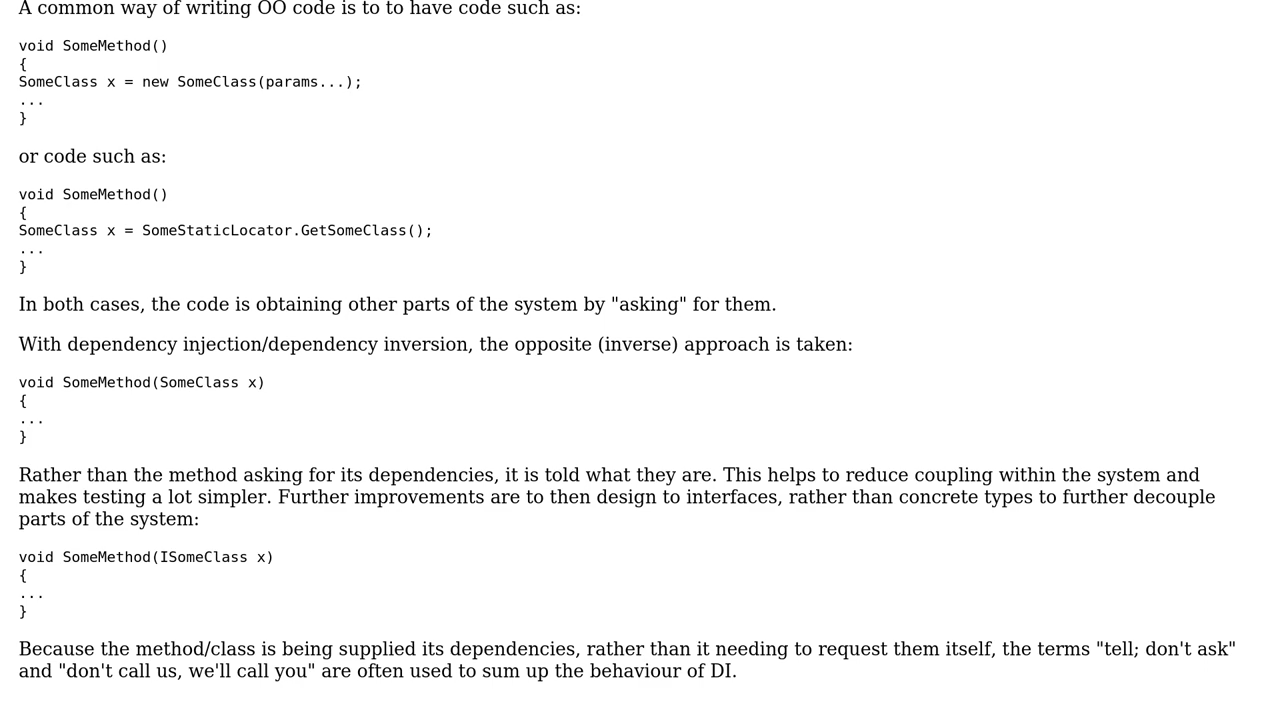 A common way of writing OO code is to to have code such as:
void SomeMethod()
{
SomeClass x = new SomeClass(params...);
...
}
or code such as:
void SomeMethod()
{
SomeClass x = SomeStaticLocator.GetSomeClass();
...
}
In both cases, the code is obtaining other parts of the system by "asking" for them.
With dependency injection/dependency inversion, the opposite (inverse) approach is taken:
void SomeMethod(SomeClass x)
{
...
}
Rather than the method asking for its dependencies, it is told what they are. This helps to reduce coupling within the system and
makes testing a lot simpler. Further improvements are to then design to interfaces, rather than concrete types to further decouple
parts of the system:
void SomeMethod(ISomeClass x)
{
...
}
Because the method/class is being supplied its dependencies, rather than it needing to request them itself, the terms "tell; don't ask"
and "don't call us, we'll call you" are often used to sum up the behaviour of DI.